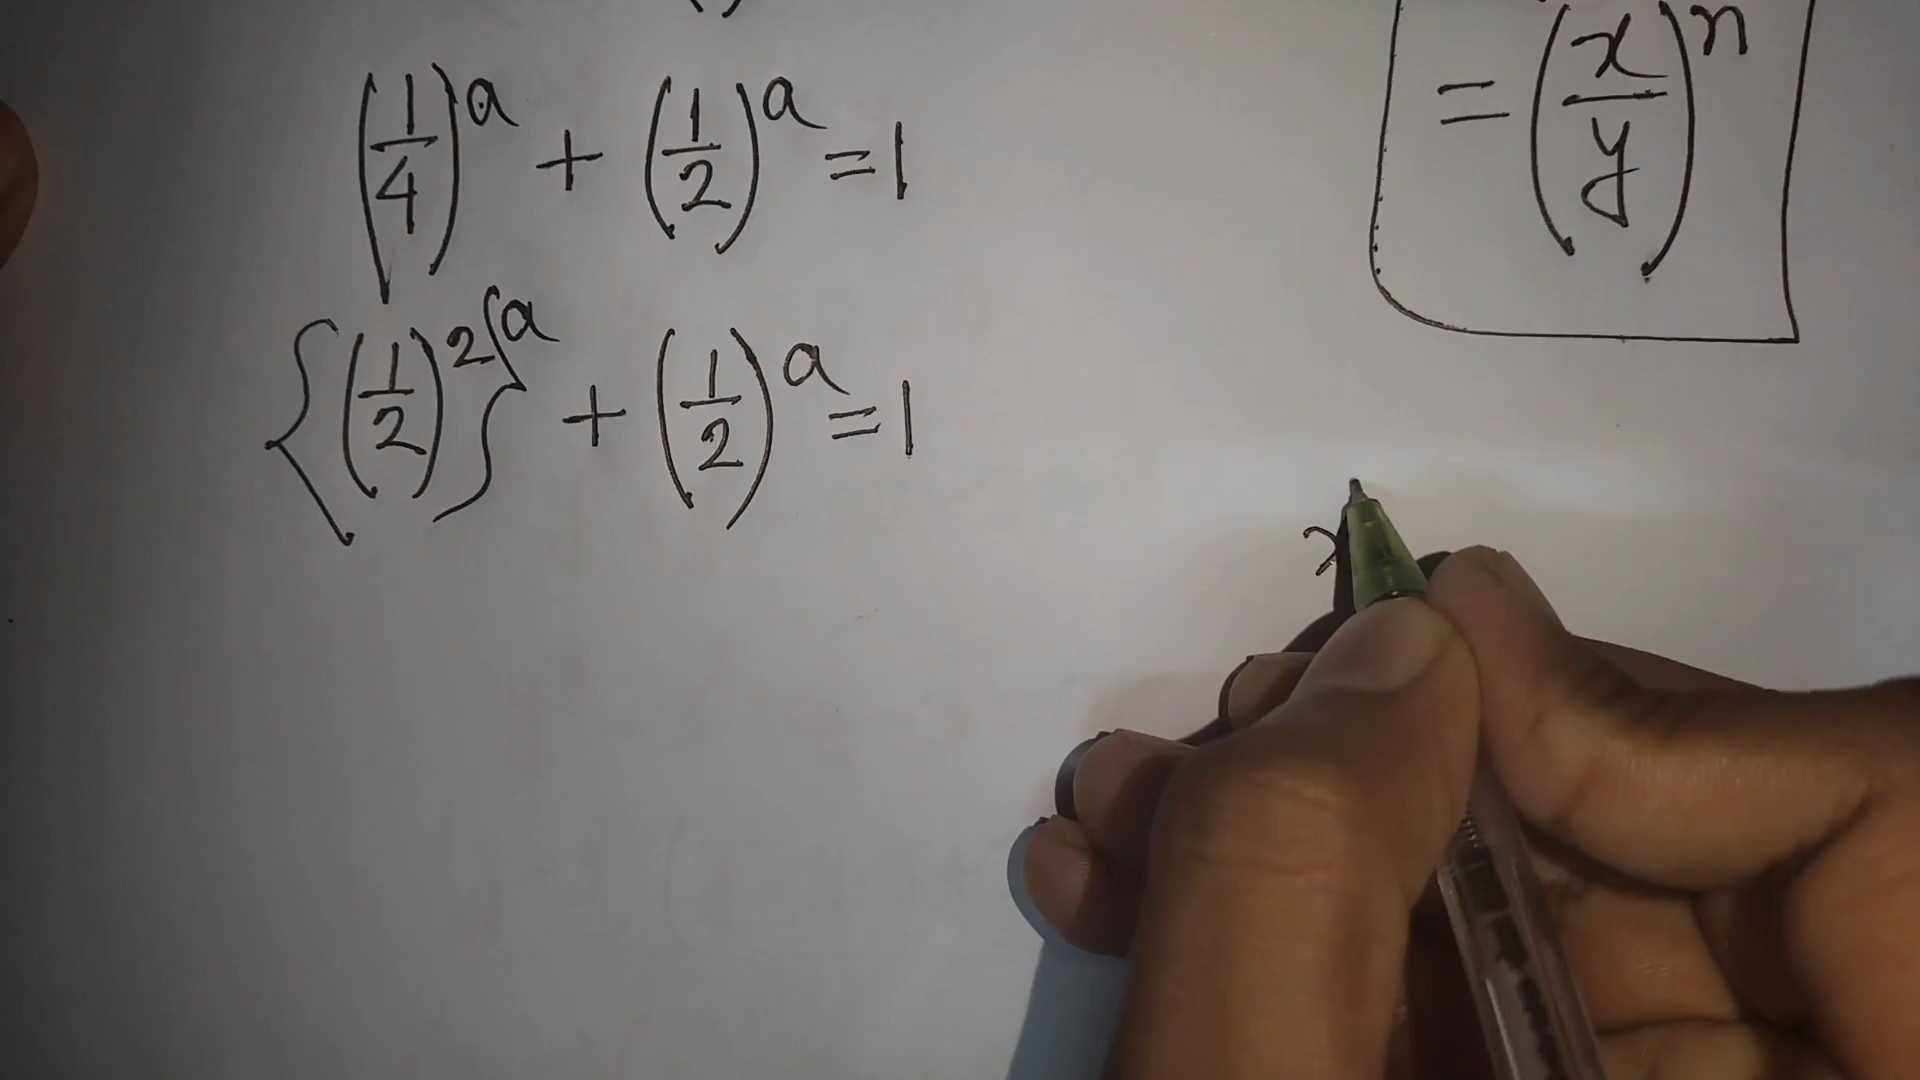 (1/4)^a + (1/2)^a = 1
= (x/y)^n
{(1/2)^2}^a + (1/2)^a = 1